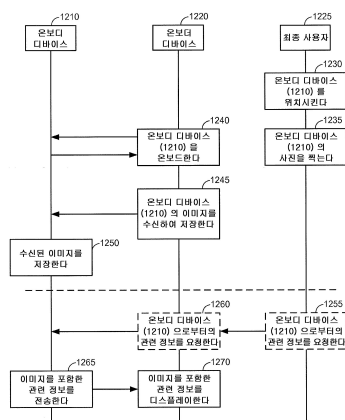 1210
온보디
디바이스
1220
온보더
디바이스
1225
최종 사용자
1230
온보디 디바이스
(1210) 를
위치시킨다
1240
온보디 디바이스
(1210) 을
온보드한다
1235
온보디 디바이스
(1210) 의
사진을 찍는다
1245
온보디 디바이스
(1210) 의 이미지를
수신하여 저장한다
1250
수신된 이미지를
저장한다
1260
온보디 디바이스
(1210) 으로부터의
관련 정보를 요청한다
1255
온보디 디바이스
(1210) 으로부터의
관련 정보를 요청한다
1265
이미지를 포함한
관련 정보를
전송한다
1270
이미지를 포함한
관련 정보를
디스플레이한다